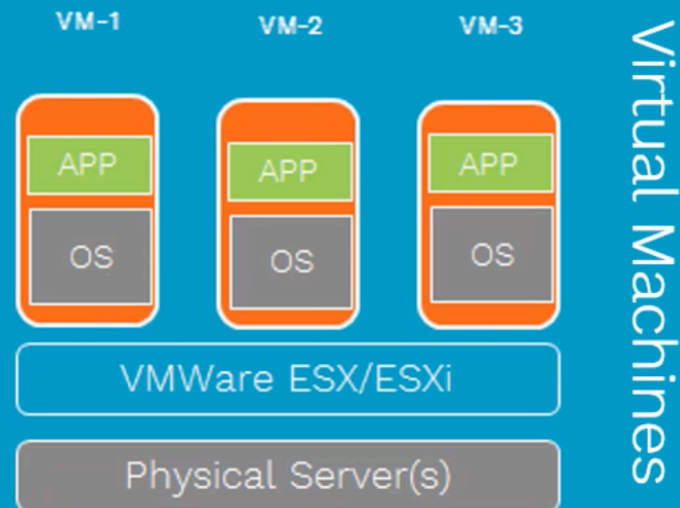 VM-1
VM-2
VM-3
APP
APP
APP
OS
OS
OS
VMWare ESX/ESXi
Physical Server(s)
Virtual Machines